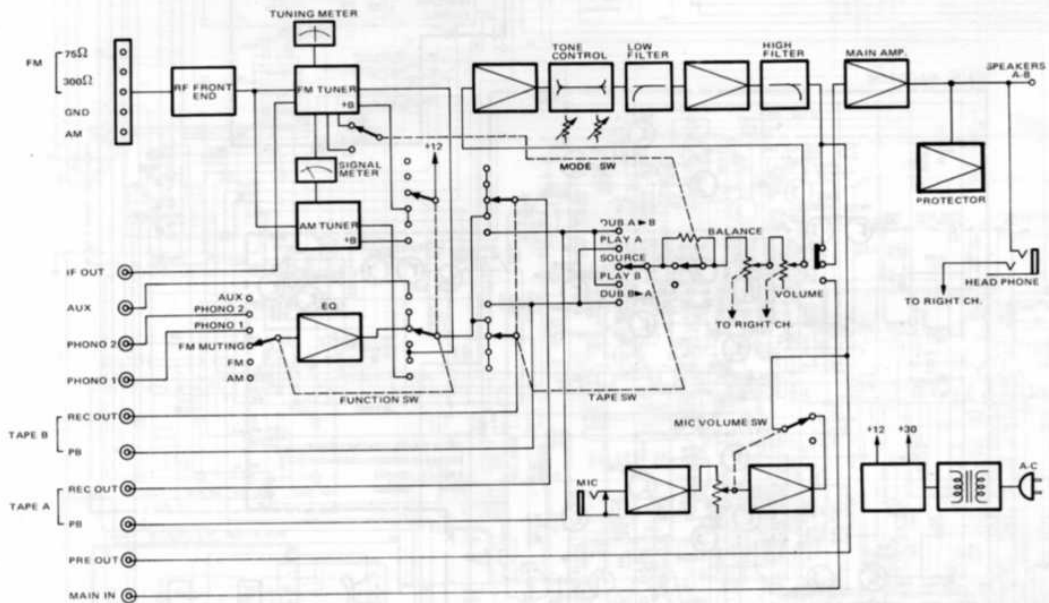 TUNING METER
FM
75Ω
300Ω
GND
AM
RF FRONT
END
FM TUNER
+B
SIGNAL
METER
AM TUNER
+B
+12
TONE
CONTROL
LOW
FILTER
HIGH
FILTER
MAIN AMP.
SPEAKERS
A-B
PROTECTOR
HEAD PHONE
TO RIGHT CH.
MODE SW
DUB A►B
PLAY A
SOURCE
PLAY B
DUB B►A
BALANCE
VOLUME
TO RIGHT CH.
IF OUT
AUX
PHONO 2
PHONO 1
AUX
PHONO 2
PHONO 1
FM MUTING
FM
AM
EQ
FUNCTION SW
TAPE SW
TAPE B
REC OUT
PB
TAPE A
REC OUT
PB
PRE OUT
MAIN IN
MIC VOLUME SW
MIC
+12
+30
A-C